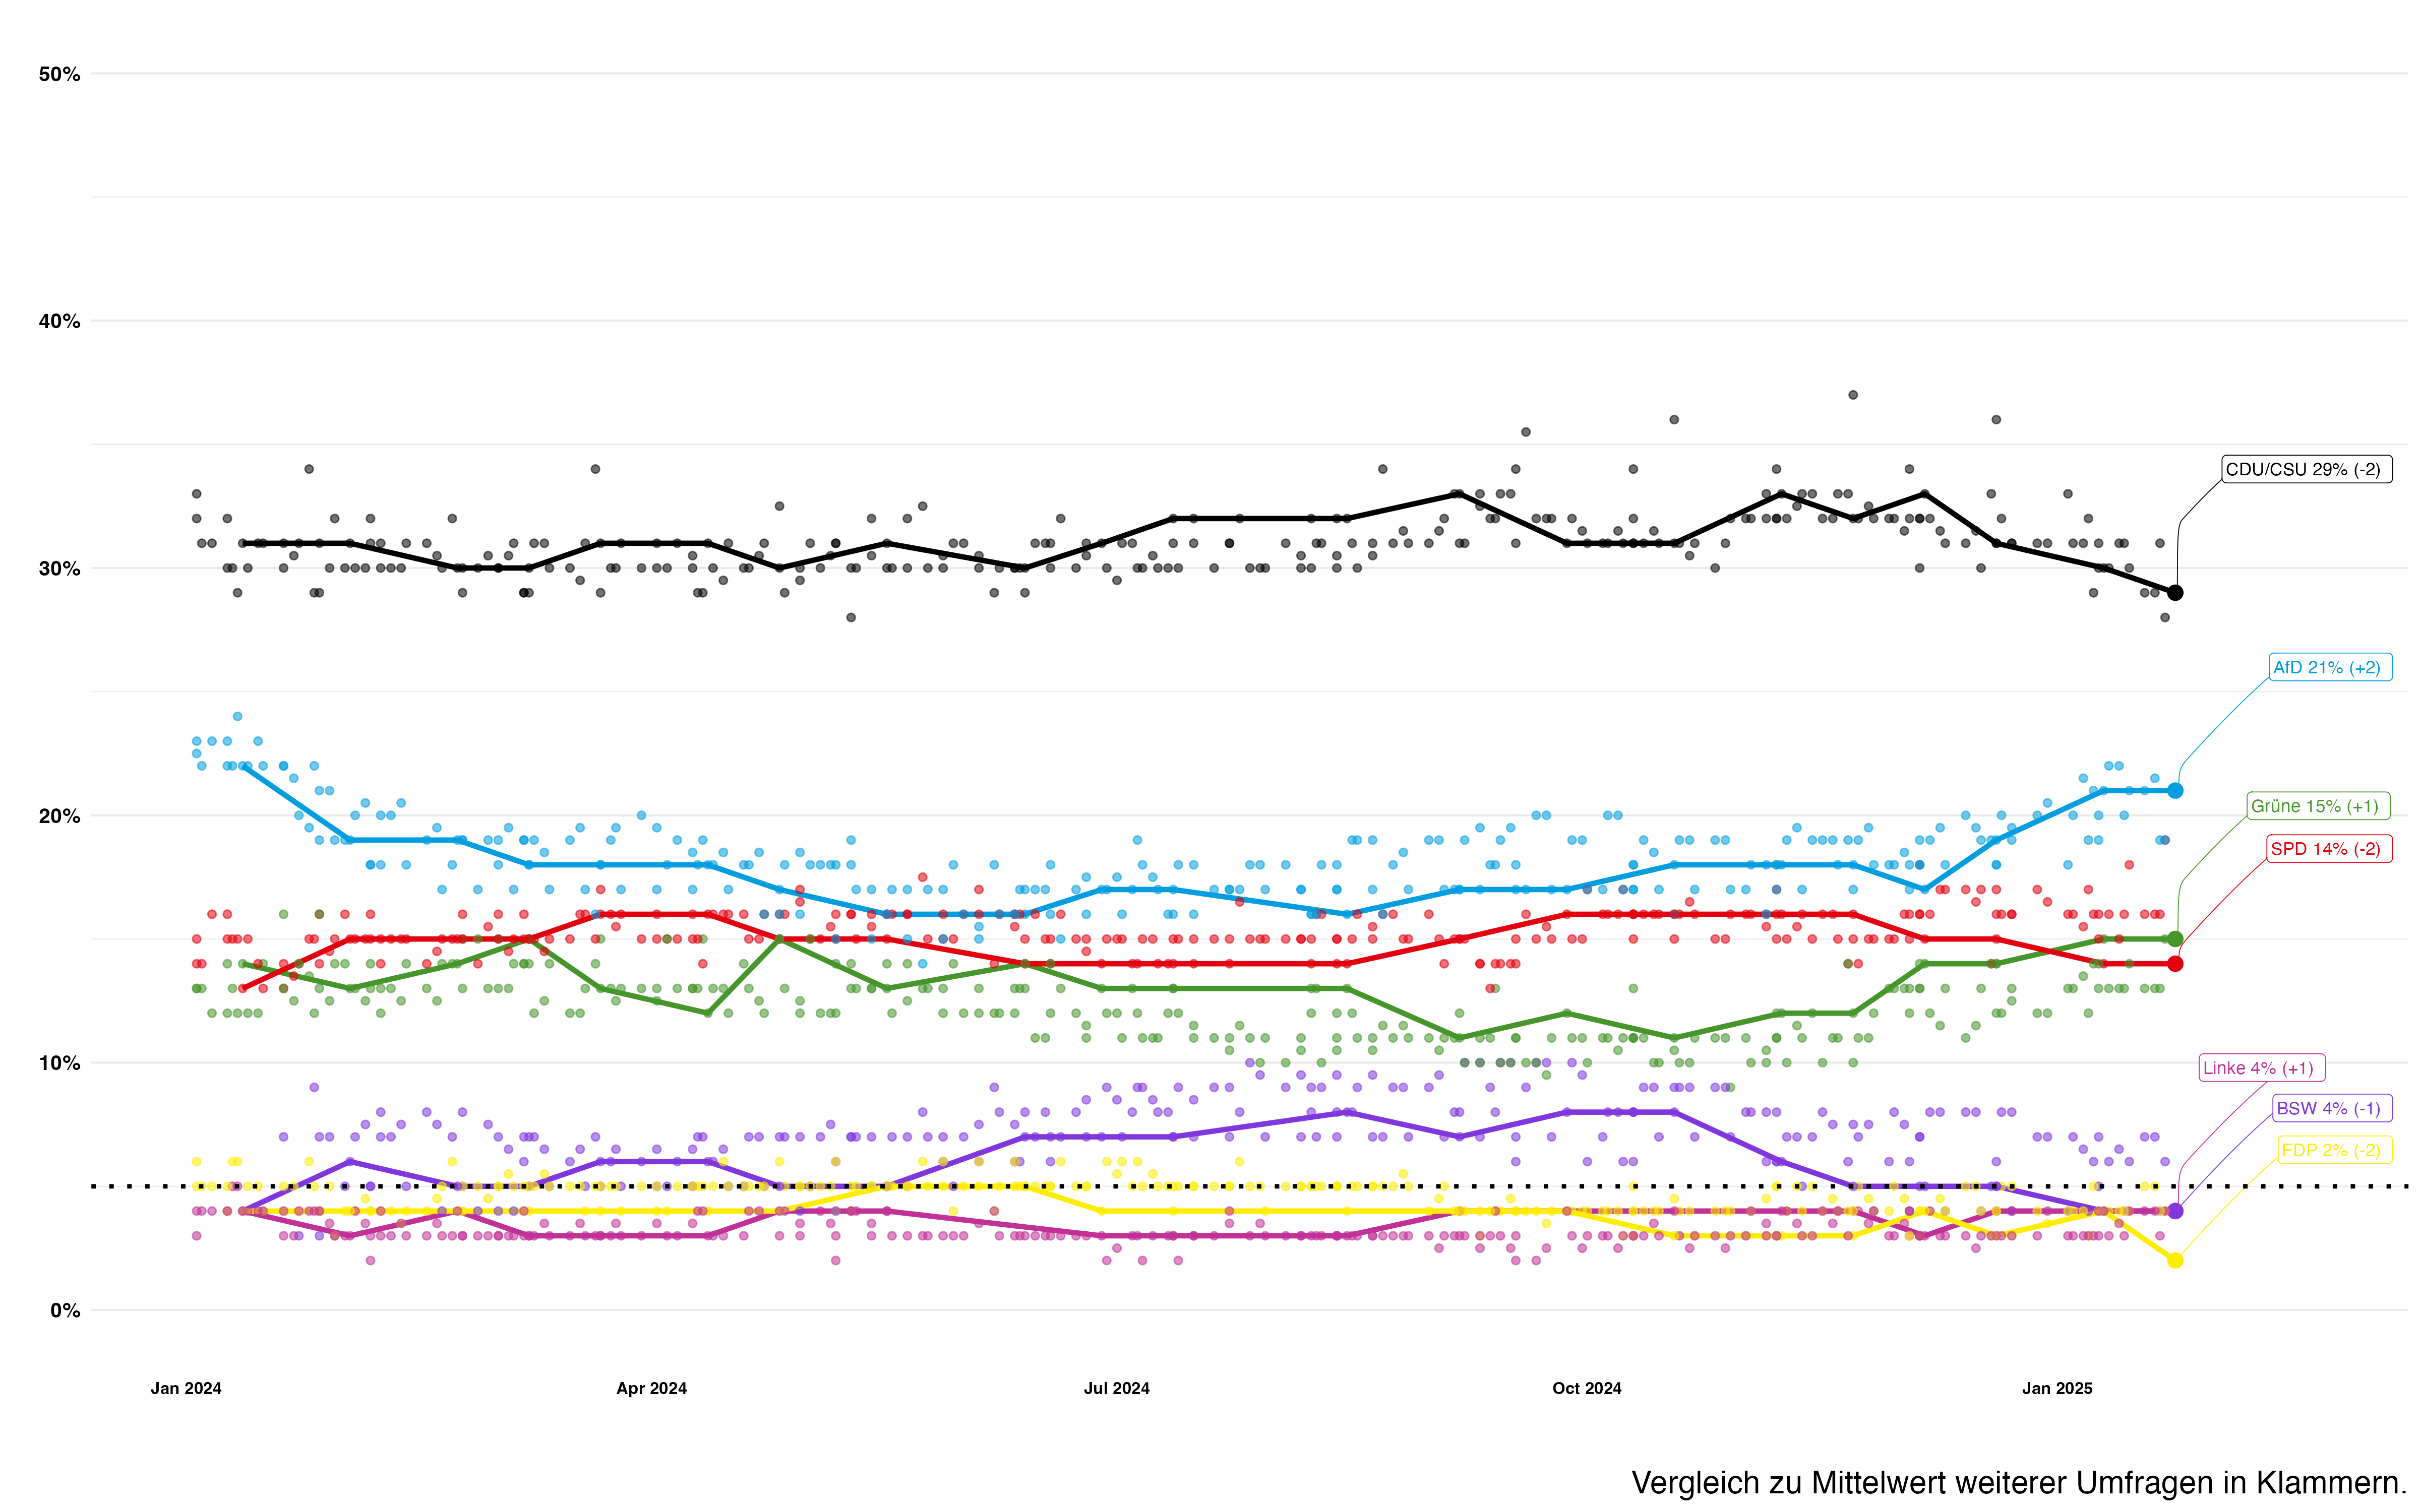 50%
40%
30%
20%
10%
0%
CDU/CSU 29% (-2)
AfD 21% (+2)
Grüne 15% (+1)
SPD 14% (-2)
Linke 4% (+1)
BSW 4% (-1)
FDP 2% (-2)
Jan 2024
Apr 2024
Jul 2024
Oct 2024
Jan 2025
Vergleich zu Mittelwert weiterer Umfragen in Klammern.